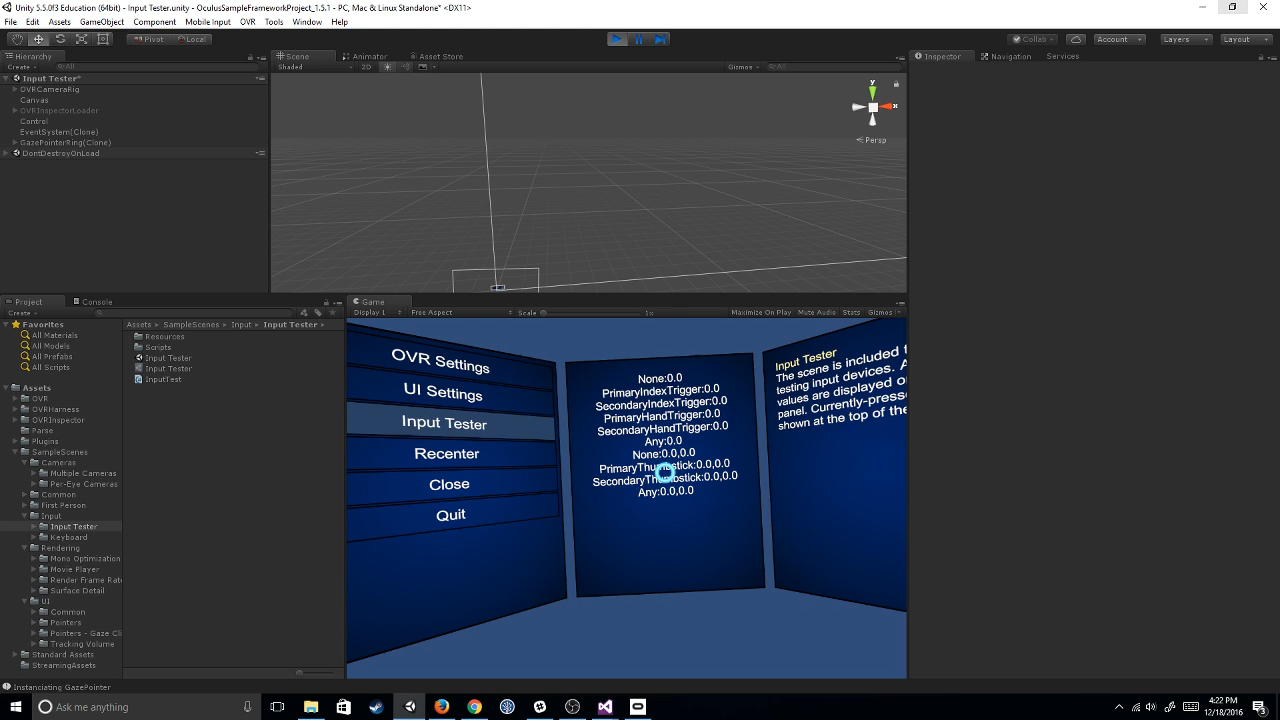 Unity 5.5.0f3 Education (64bit) - Input Tester.unity - OculusSampleFrameworkProject_1.5.1 - PC, Mac & Linux Standalone* <DX11>
File Edit Assets GameObject Component Mobile Input OVR Tools Window Help
Pivot Local
Collab Account Layers Layout
Hierarchy
Create All
Input Tester*
OVRCameraRig
Canvas
OVRInspectorLoader
Control
EventSystem(Clone)
GazePointerRing(Clone)
DontDestroyOnLoad
Scene Animator Asset Store
Shaded 2D Gizmos All
y
x
Persp
Inspector Navigation Services
Project Console
Create
Favorites
All Materials
All Models
All Prefabs
All Scripts
Assets
OVR
OVRHarness
OVRInspector
Parse
Plugins
SampleScenes
Cameras
Multiple Cameras
Per-Eye Cameras
Common
First Person
Input
Input Tester
Keyboard
Rendering
Mono Optimization
Movie Player
Render Frame Rat
Surface Detail
UI
Common
Pointers
Pointers - Gaze Cli
Tracking Volume
Standard Assets
StreamingAssets
Assets SampleScenes Input Input Tester
Resources
Scripts
Input Tester
Input Tester
InputTest
Game
Display 1 Free Aspect Scale 1x Maximize On Play Mute Audio Stats Gizmos
OVR Settings
UI Settings
Input Tester
Recenter
Close
Quit
None:0.0
PrimaryIndexTrigger:0.0
SecondaryIndexTrigger:0.0
PrimaryHandTrigger:0.0
SecondaryHandTrigger:0.0
Any:0.0
None:0.0,0.0
PrimaryThumbstick:0.0,0.0
SecondaryThumbstick:0.0,0.0
Any:0.0,0.0
Input Tester
The scene is included t
testing input devices. A
values are displayed o
panel. Currently-press
shown at the top of the
Instanciating GazePointer
Ask me anything
4:22 PM
12/18/2016